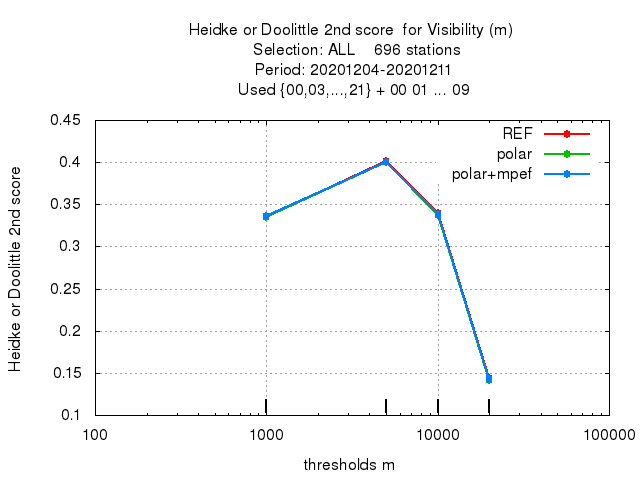 Heidke or Doolittle 2nd score  for Visibility (m)
Selection: ALL    696 stations
Period: 20201204-20201211
Used {00,03,...,21} + 00 01 ... 09
0.45
0.4
0.35
0.3
0.25
0.2
0.15
0.1
Heidke or Doolittle 2nd score
REF
polar
polar+mpef
100
1000
10000
100000
thresholds m